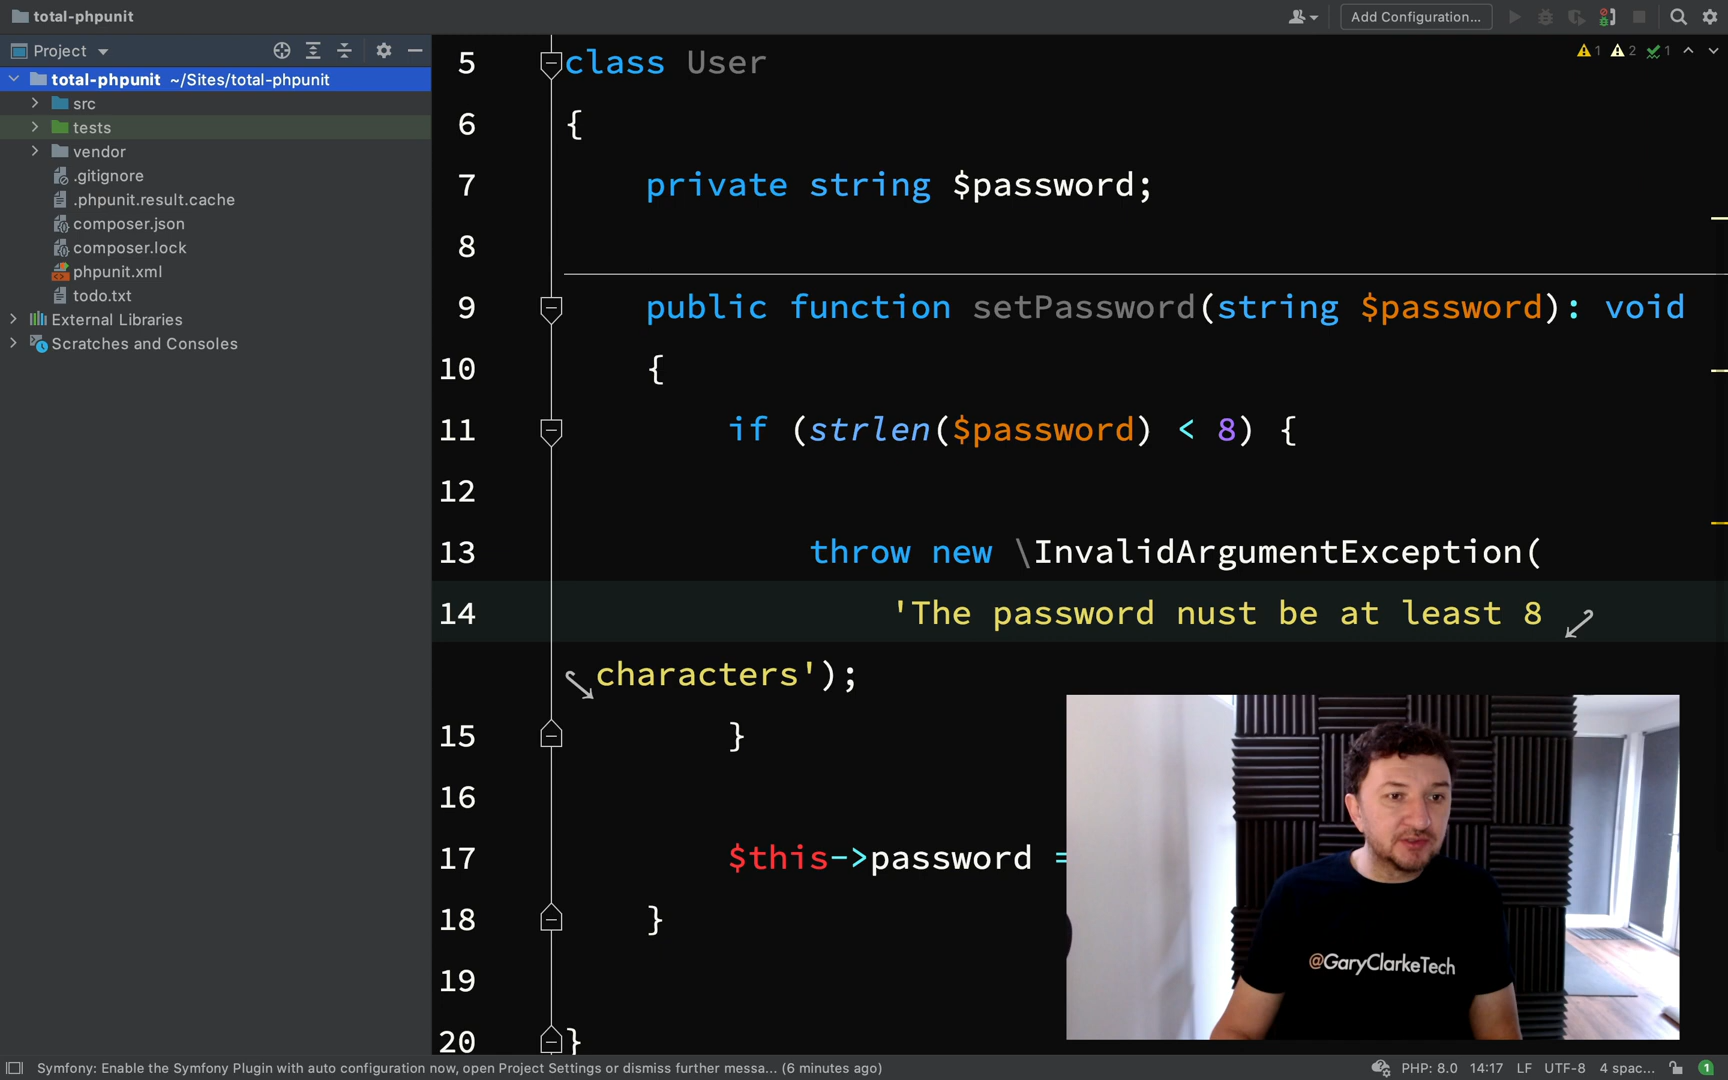 total-phpunit
Add Configuration...
Project
1 2 1
total-phpunit ~/Sites/total-phpunit
src
tests
vendor
.gitignore
.phpunit.result.cache
composer.json
composer.lock
phpunit.xml
todo.txt
External Libraries
Scratches and Consoles
5 class User
6 {
7 private string $password;
8
9 public function setPassword(string $password): void
10 {
11 if (strlen($password) < 8) {
12
13 throw new \InvalidArgumentException(
14 'The password nust be at least 8
characters');
15 }
16
17 $this->password =
18 }
19
20 }
@GaryClarkeTech
Symfony: Enable the Symfony Plugin with auto configuration now, open Project Settings or dismiss further messa... (6 minutes ago)
PHP: 8.0 14:17 LF UTF-8 4 spac... 1